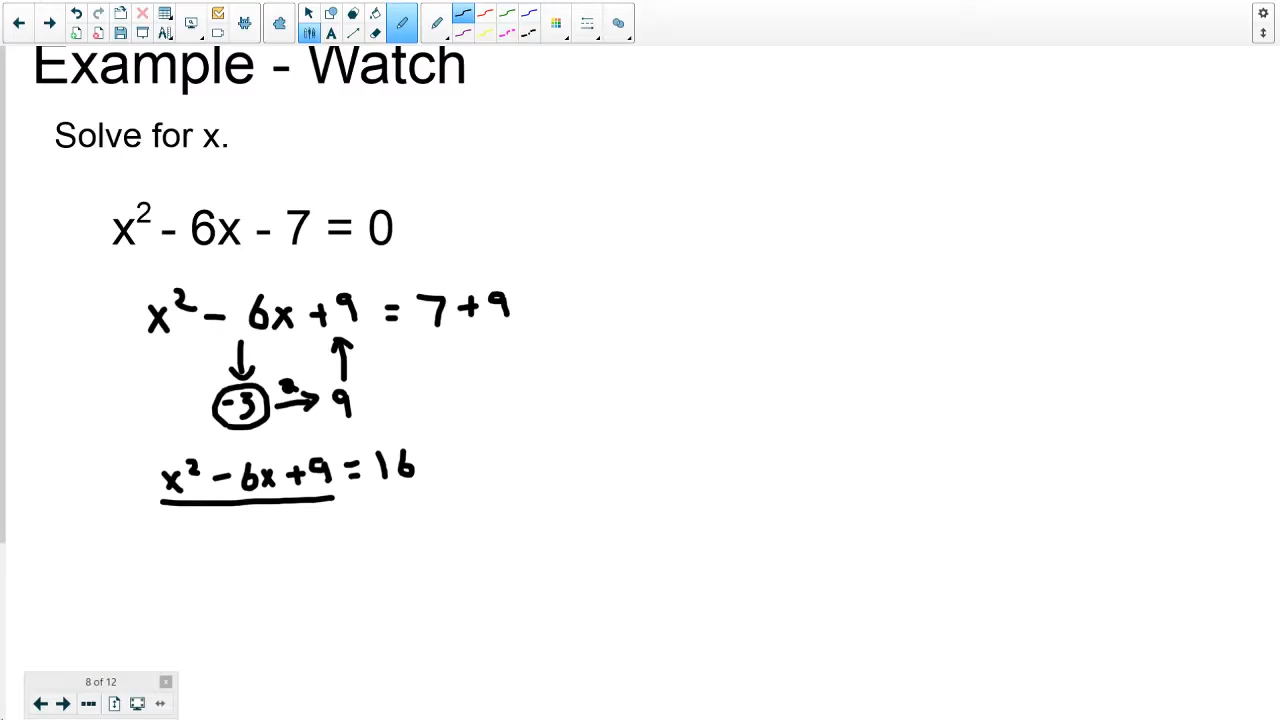 Example - Watch
Solve for x.
x² - 6x - 7 = 0
x² - 6x + 9 = 7 + 9
-3 ² → 9
x² - 6x + 9 = 16
8 of 12